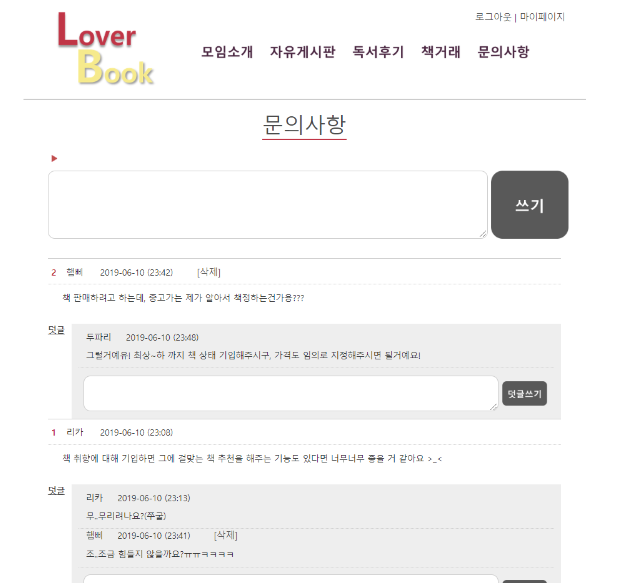 로그아웃 | 마이페이지
Lover
Book
모임소개 자유게시판 독서후기 책거래 문의사항
문의사항
쓰기
2 햄삐 2019-06-10 (23:42) [삭제]
책 판매하려고 하는데, 중고가는 제가 알아서 책정하는건가용???
덧글
두파리 2019-06-10 (23:48)
그럴거예유! 최상~하 까지 책 상태 기입해주시구, 가격도 임의로 지정해주시면 될거예요!
덧글쓰기
1 리카 2019-06-10 (23:08)
책 취향에 대해 기입하면 그에 걸맞는 책 추천을 해주는 기능도 있다면 너무너무 좋을 거 같아요 >_<
덧글
리카 2019-06-10 (23:13)
무..무리려나요?(쭈굴)
햄삐 2019-06-10 (23:41) [삭제]
조..조금 힘들지 않을까요?ㅠㅠㅋㅋㅋㅋ